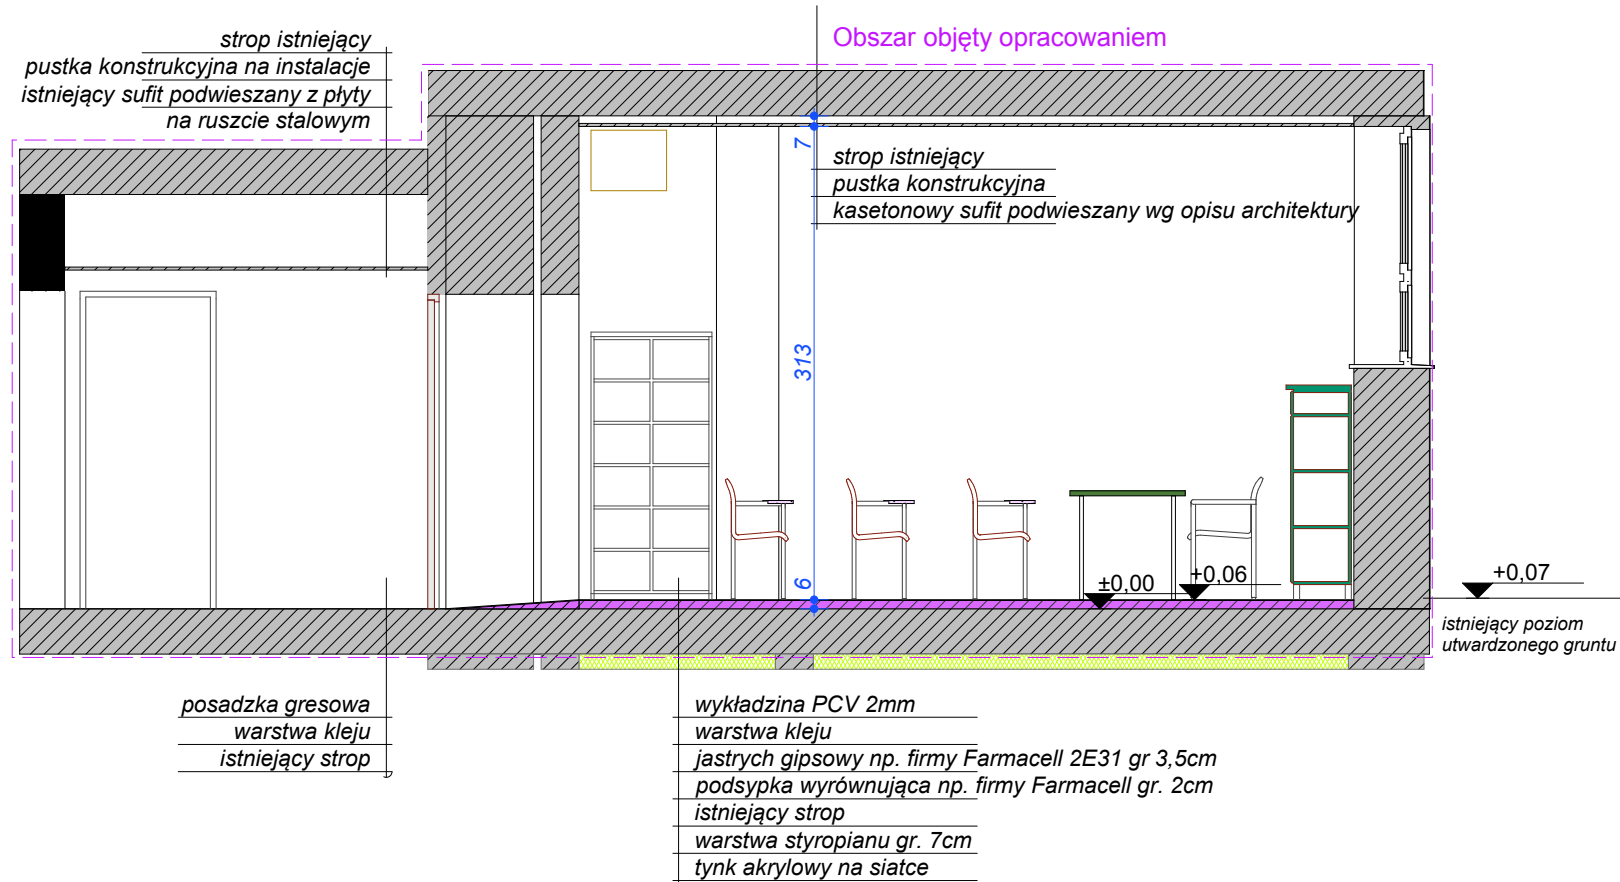 strop istniejący
pustka konstrukcyjna na instalacje
istniejący sufit podwieszany z płyty
na ruszcie stalowym
Obszar objęty opracowaniem
7
strop istniejący
pustka konstrukcyjna
kasetonowy sufit podwieszany wg opisu architektury
313
6
±0,00
+0,06
+0,07
istniejący poziom
utwardzonego gruntu
posadzka gresowa
warstwa kleju
istniejący strop
wykładzina PCV 2mm
warstwa kleju
jastrych gipsowy np. firmy Farmacell 2E31 gr 3,5cm
podsypka wyrównująca np. firmy Farmacell gr. 2cm
istniejący strop
warstwa styropianu gr. 7cm
tynk akrylowy na siatce